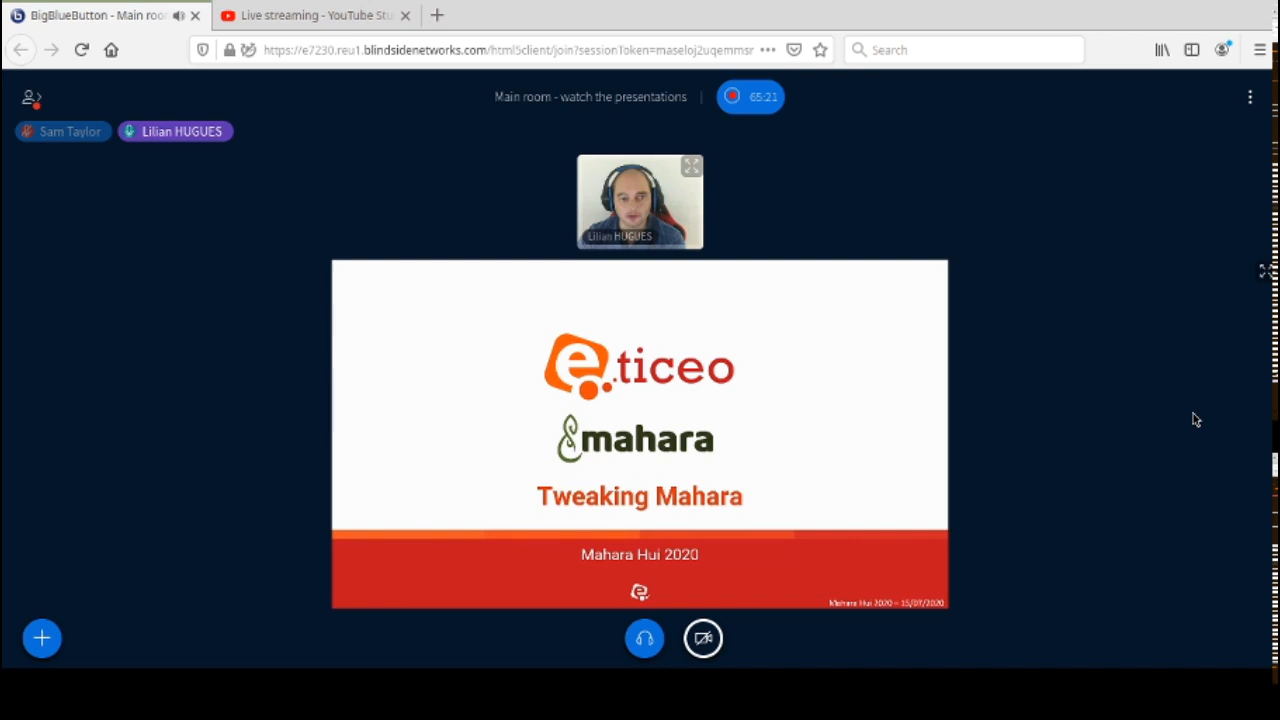 BigBlueButton - Main roo
Live streaming - YouTube Stu
https://e7230.reu1.blindsidenetworks.com/html5client/join?sessionToken=maseloj2uqemmsr
Search
Main room - watch the presentations
65:21
Sam Taylor
Lilian HUGUES
Lilian HUGUES
e.ticeo
mahara
Tweaking Mahara
Mahara Hui 2020
Mahara Hui 2020 – 15/07/2020